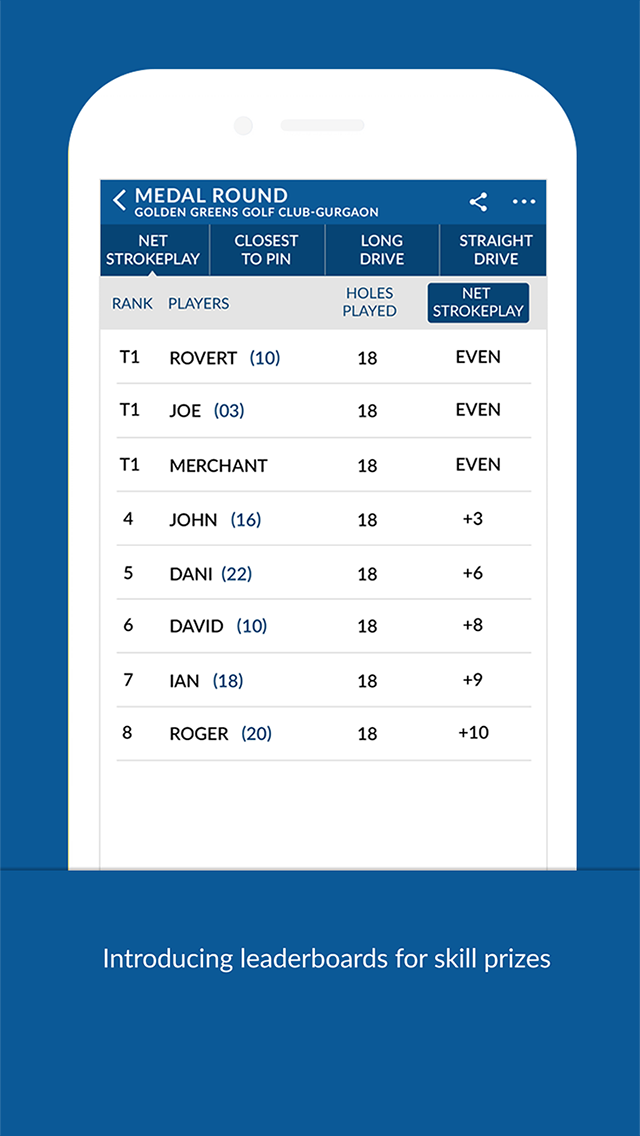 MEDAL ROUND
GOLDEN GREENS GOLF CLUB-GURGAON
NET STROKEPLAY
CLOSEST TO PIN
LONG DRIVE
STRAIGHT DRIVE
RANK PLAYERS HOLES PLAYED NET STROKEPLAY
T1 ROVERT (10) 18 EVEN
T1 JOE (03) 18 EVEN
T1 MERCHANT 18 EVEN
4 JOHN (16) 18 +3
5 DANI (22) 18 +6
6 DAVID (10) 18 +8
7 IAN (18) 18 +9
8 ROGER (20) 18 +10
Introducing leaderboards for skill prizes